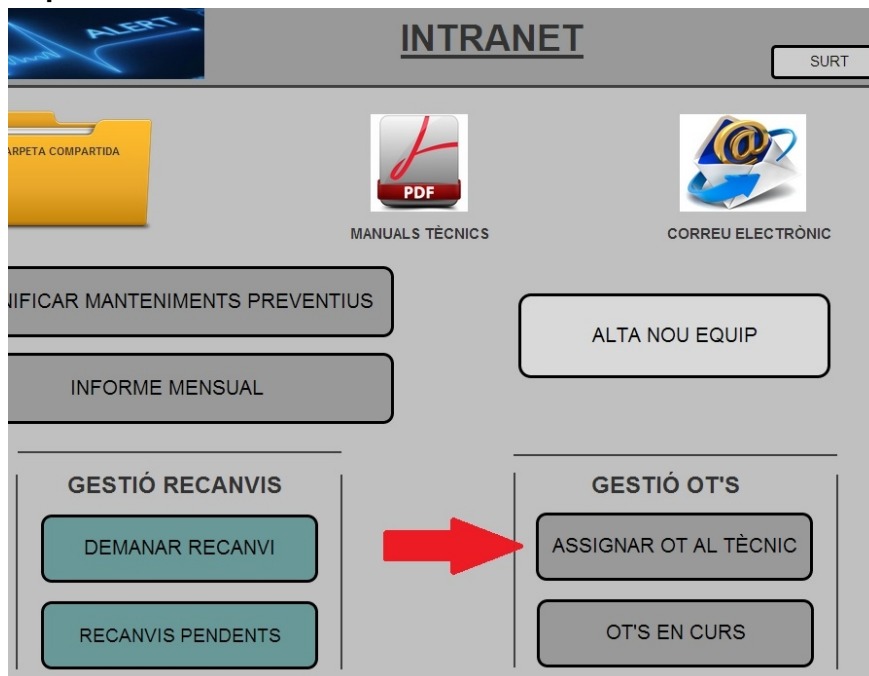 ALERT
INTRANET
SURT
ARPETA COMPARTIDA
PDF
MANUALS TÈCNICS
CORREU ELECTRÒNIC
NIFICAR MANTENIMENTS PREVENTIUS
ALTA NOU EQUIP
INFORME MENSUAL
GESTIÓ RECANVIS
GESTIÓ OT'S
DEMANAR RECANVI
ASSIGNAR OT AL TÈCNIC
RECANVIS PENDENTS
OT'S EN CURS